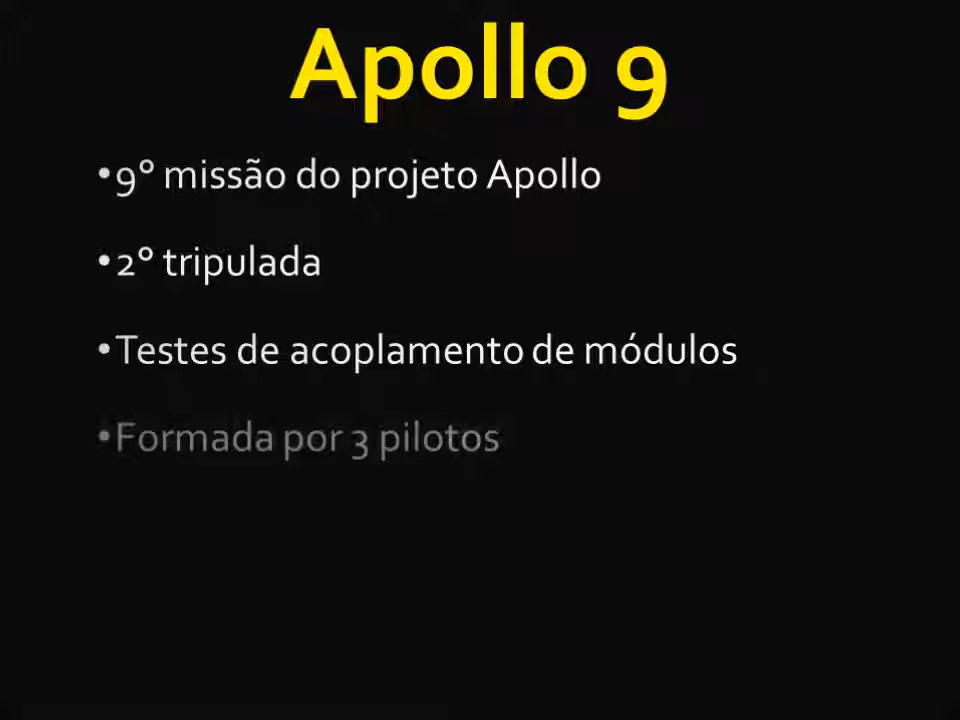 Apollo 9
•9° missão do projeto Apollo
•2° tripulada
•Testes de acoplamento de módulos
•Formada por 3 pilotos